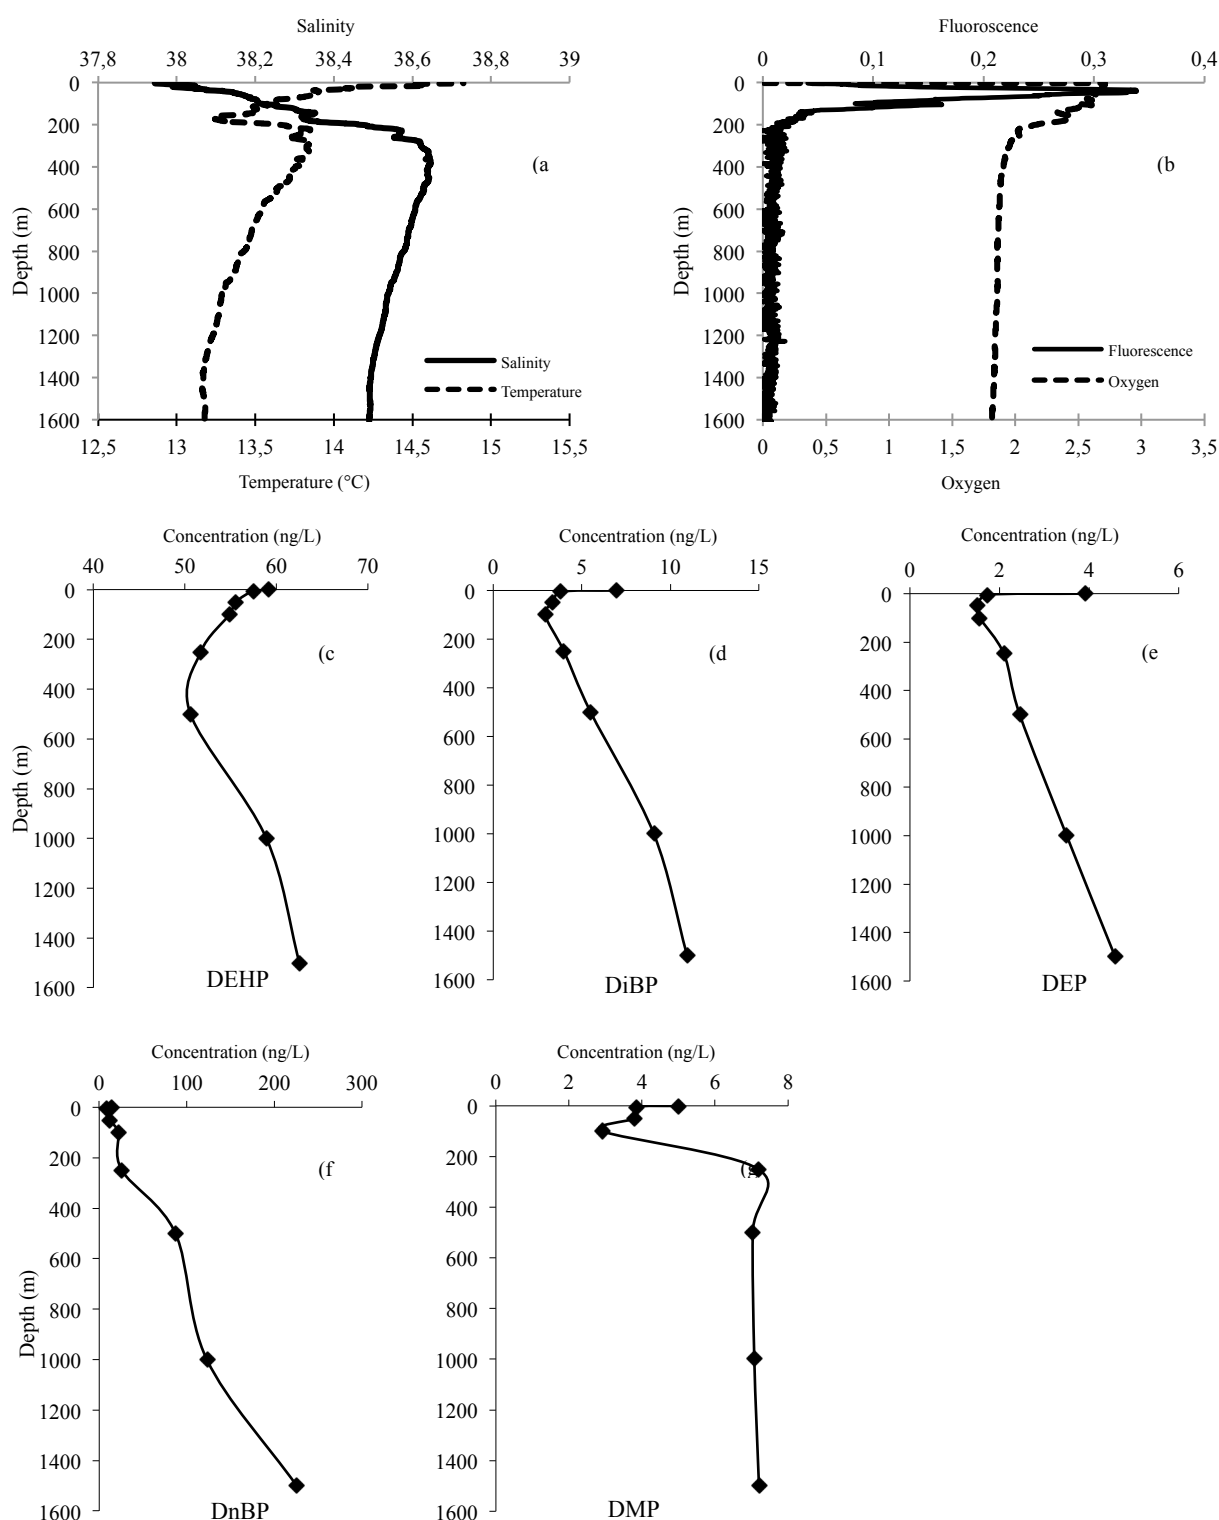 Salinity
37,8 38 38,2 38,4 38,6 38,8 39
0
200
400
600
800
1000
1200
1400
1600
Depth (m)
(a
Salinity
Temperature
12,5 13 13,5 14 14,5 15 15,5
Temperature (°C)
Fluoroscence
0 0,1 0,2 0,3 0,4
0
200
400
600
800
1000
1200
1400
1600
Depth (m)
(b
Fluorescence
Oxygen
0 0,5 1 1,5 2 2,5 3 3,5
Oxygen
Concentration (ng/L)
40 50 60 70
0
200
400
600
800
1000
1200
1400
1600
Depth (m)
(c
DEHP
Concentration (ng/L)
0 5 10 15
0
200
400
600
800
1000
1200
1400
1600
(d
DiBP
Concentration (ng/L)
0 2 4 6
0
200
400
600
800
1000
1200
1400
1600
(e
DEP
Concentration (ng/L)
0 100 200 300
0
200
400
600
800
1000
1200
1400
1600
Depth (m)
(f
DnBP
Concentration (ng/L)
0 2 4 6 8
0
200
400
600
800
1000
1200
1400
1600
DMP